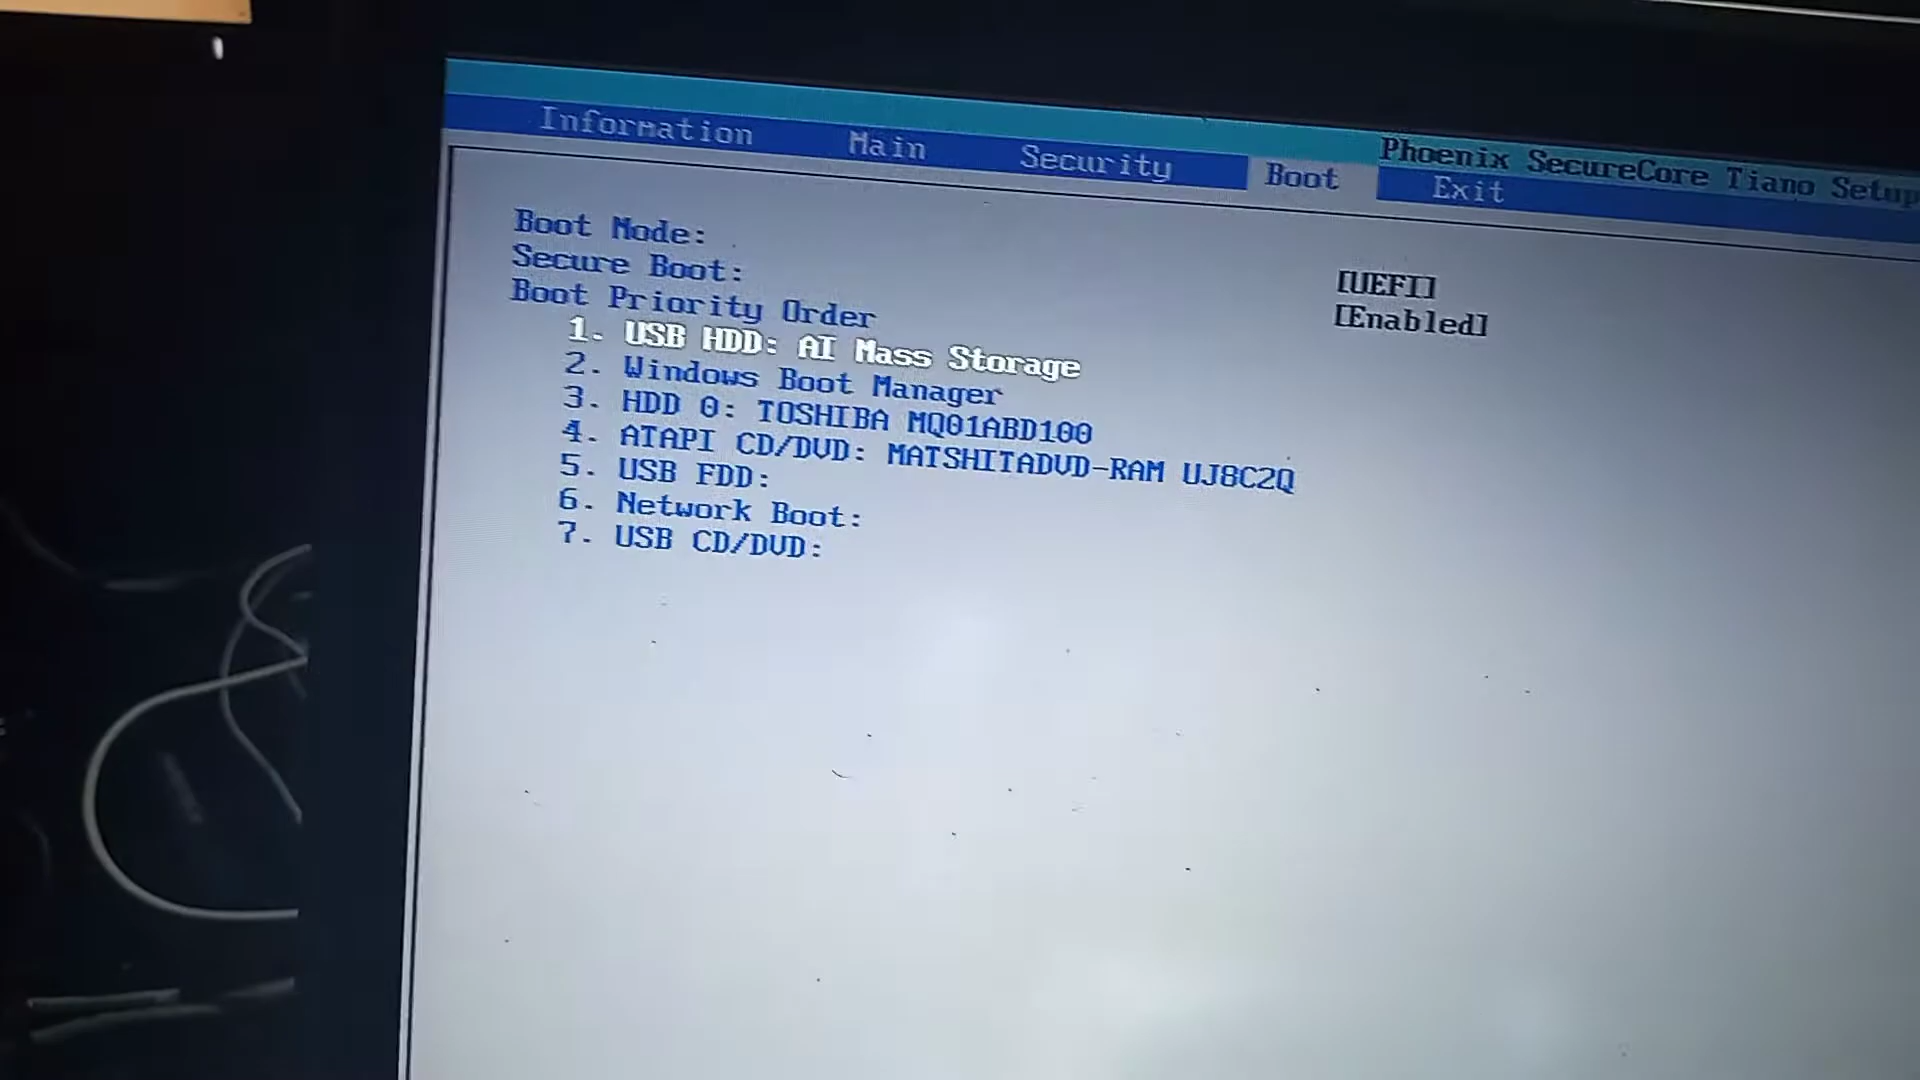 Phoenix SecureCore Tiano Setup
Information Main Security Boot Exit
Boot Mode: [UEFI]
Secure Boot: [Enabled]
Boot Priority Order
1. USB HDD: AI Mass Storage
2. Windows Boot Manager
3. HDD 0: TOSHIBA MQ01ABD100
4. ATAPI CD/DVD: MATSHITADVD-RAM UJ8C2Q
5. USB FDD:
6. Network Boot:
7. USB CD/DVD: